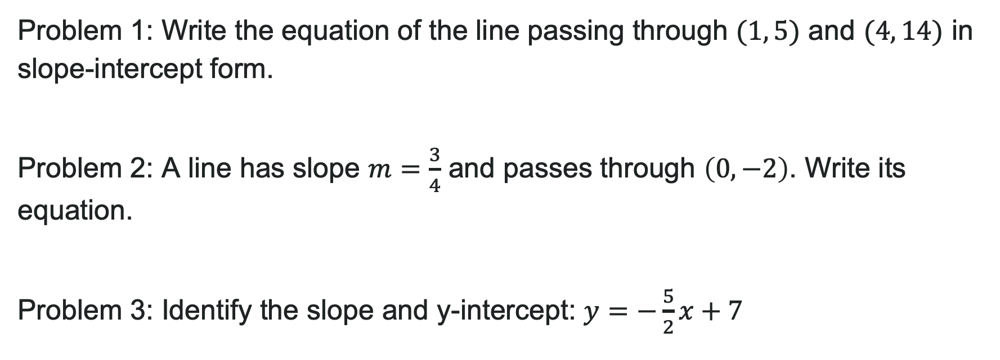 Problem 1: Write the equation of the line passing through (1, 5) and (4, 14) in
slope-intercept form.
Problem 2: A line has slope m = 3/4 and passes through (0, −2). Write its
equation.
Problem 3: Identify the slope and y-intercept: y = −5/2 x + 7